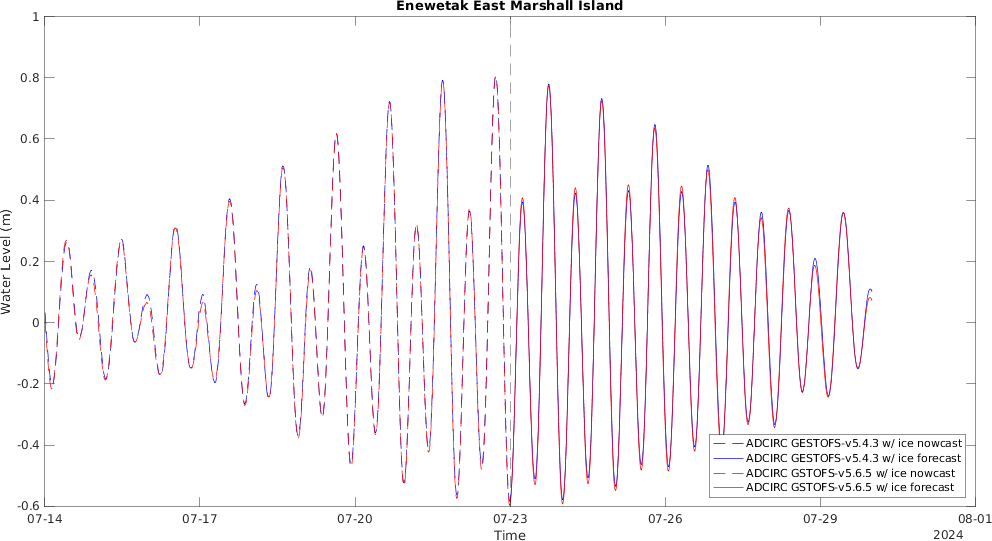 Enewetak East Marshall Island
1
0.8
0.6
0.4
0.2
0
-0.2
-0.4
-0.6
Water Level (m)
ADCIRC GESTOFS-v5.4.3 w/ ice nowcast
ADCIRC GESTOFS-v5.4.3 w/ ice forecast
ADCIRC GSTOFS-v5.6.5 w/ ice nowcast
ADCIRC GSTOFS-v5.6.5 w/ ice forecast
07-14 07-17 07-20 07-23 07-26 07-29 08-01
Time
2024